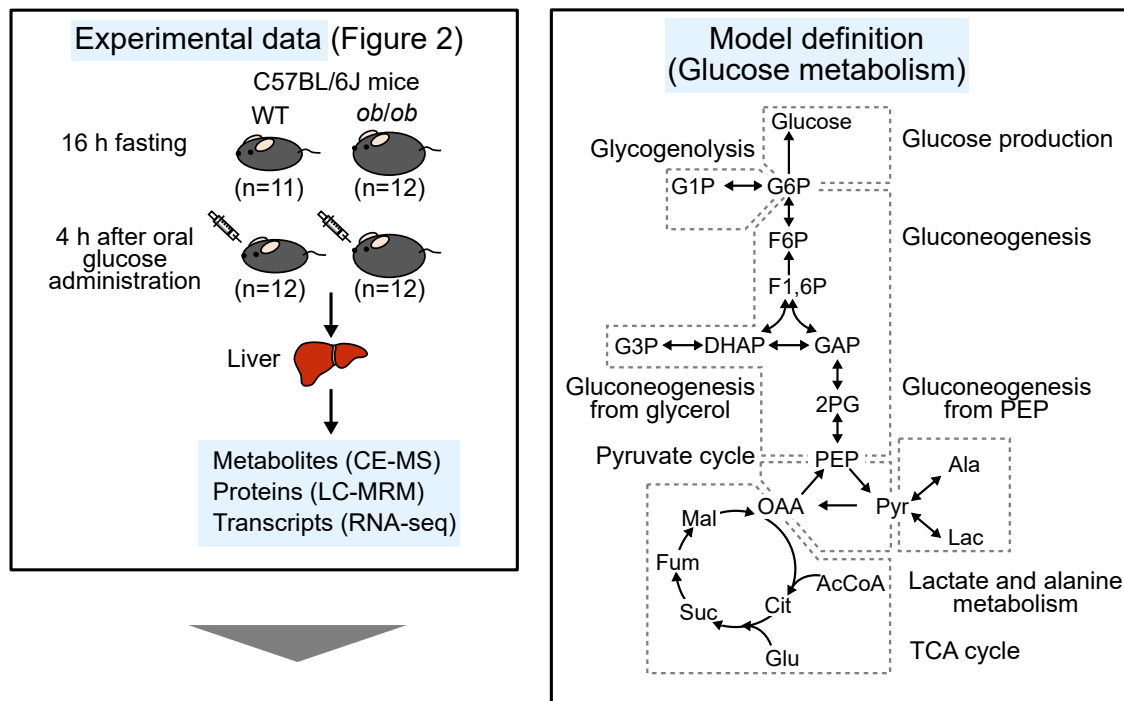 Experimental data (Figure 2)
C57BL/6J mice
WT
ob/ob
16 h fasting
(n=11)
(n=12)
4 h after oral
glucose
administration
(n=12)
(n=12)
Liver
Metabolites (CE-MS)
Proteins (LC-MRM)
Transcripts (RNA-seq)
Model definition
(Glucose metabolism)
Glucose
Glucose production
Glycogenolysis
G1P
G6P
F6P
Gluconeogenesis
F1,6P
G3P
DHAP
GAP
Gluconeogenesis
from glycerol
2PG
Gluconeogenesis
from PEP
Pyruvate cycle
PEP
Ala
OAA
Pyr
Mal
Lac
Fum
AcCoA
Lactate and alanine
metabolism
Suc
Cit
Glu
TCA cycle